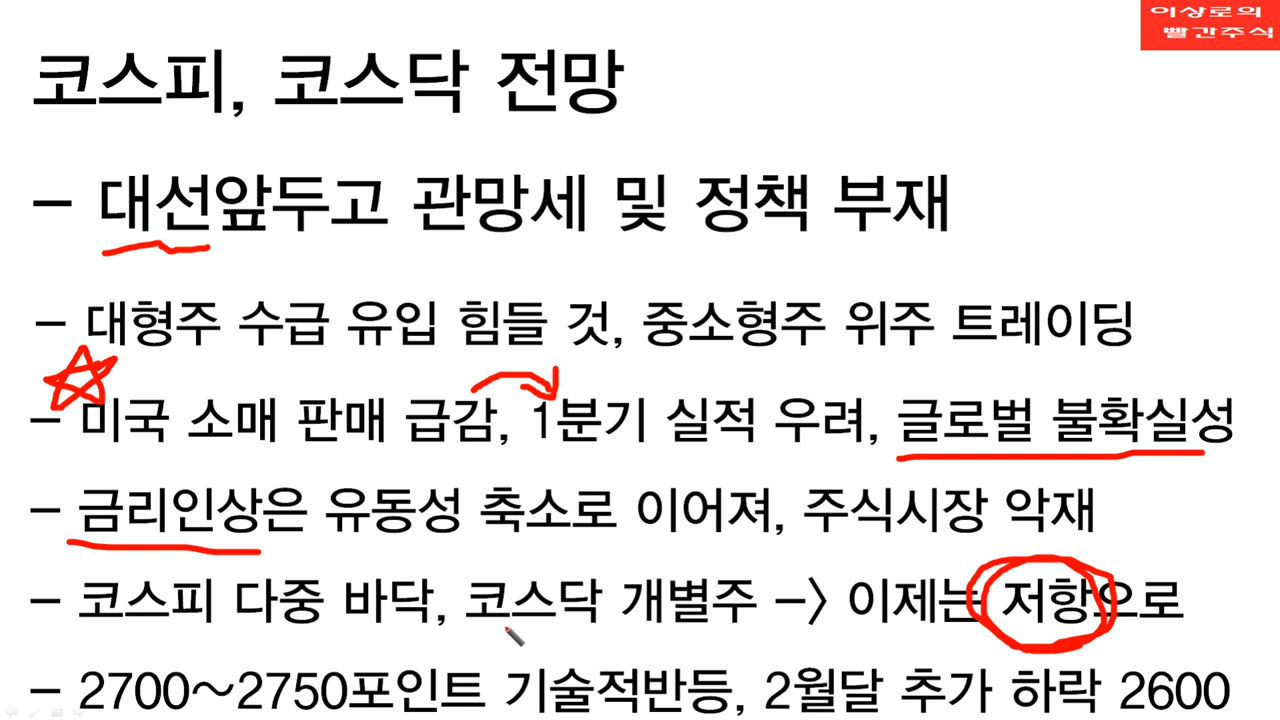 이상로의
빨간주식
코스피, 코스닥 전망
– 대선앞두고 관망세 및 정책 부재
– 대형주 수급 유입 힘들 것, 중소형주 위주 트레이딩
– 미국 소매 판매 급감, 1분기 실적 우려, 글로벌 불확실성
– 금리인상은 유동성 축소로 이어져, 주식시장 악재
– 코스피 다중 바닥, 코스닥 개별주 –> 이제는 저항으로
– 2700~2750포인트 기술적반등, 2월달 추가 하락 2600